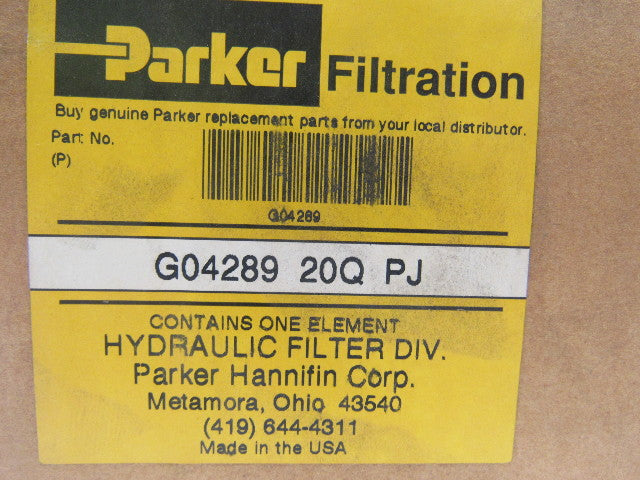 Parker Filtration
Buy genuine Parker replacement parts from your local distributor.
Part No.
(P)
G04289
G04289 20Q PJ
CONTAINS ONE ELEMENT
HYDRAULIC FILTER DIV.
Parker Hannifin Corp.
Metamora, Ohio 43540
(419) 644-4311
Made in the USA